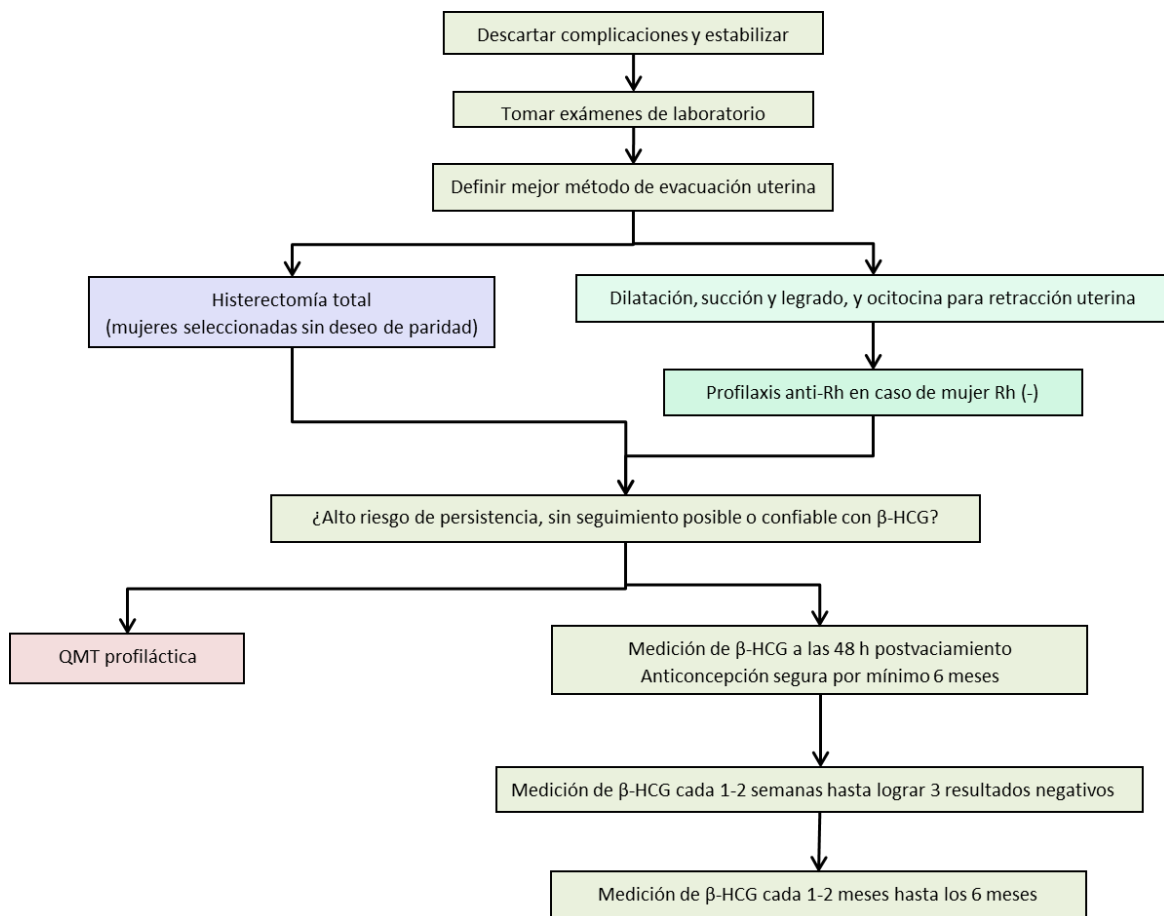 Descartar complicaciones y estabilizar
Tomar exámenes de laboratorio
Definir mejor método de evacuación uterina
Histerectomía total
(mujeres seleccionadas sin deseo de paridad)
Dilatación, succión y legrado, y ocitocina para retracción uterina
Profilaxis anti-Rh en caso de mujer Rh (-)
¿Alto riesgo de persistencia, sin seguimiento posible o confiable con β-HCG?
QMT profiláctica
Medición de β-HCG a las 48 h postvaciamiento
Anticoncepción segura por mínimo 6 meses
Medición de β-HCG cada 1-2 semanas hasta lograr 3 resultados negativos
Medición de β-HCG cada 1-2 meses hasta los 6 meses